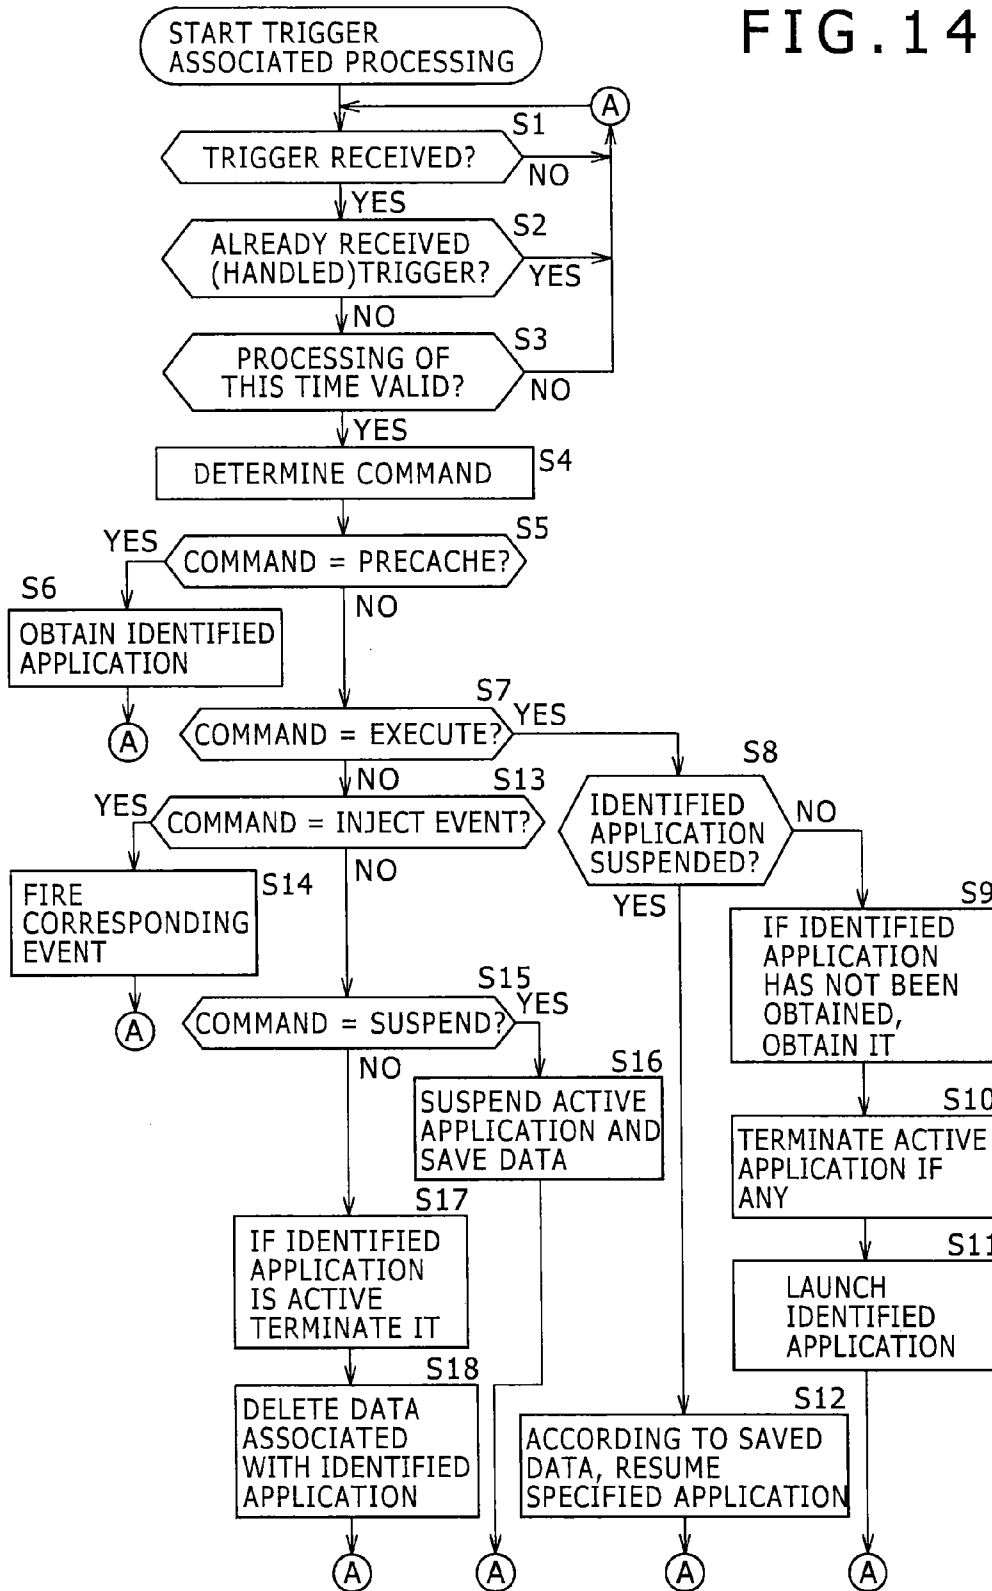 FIG.14
START TRIGGER
ASSOCIATED PROCESSING
A
S1
TRIGGER RECEIVED?
NO
YES
S2
ALREADY RECEIVED
(HANDLED)TRIGGER?
YES
NO
S3
PROCESSING OF
THIS TIME VALID?
NO
YES
S4
DETERMINE COMMAND
S5
YES
COMMAND = PRECACHE?
S6
NO
OBTAIN IDENTIFIED
APPLICATION
A
S7
COMMAND = EXECUTE?
YES
NO
S8
IDENTIFIED
APPLICATION
SUSPENDED?
NO
YES
S13
YES
COMMAND = INJECT EVENT?
NO
S14
FIRE
CORRESPONDING
EVENT
A
S9
IF IDENTIFIED
APPLICATION
HAS NOT BEEN
OBTAINED,
OBTAIN IT
S15
COMMAND = SUSPEND?
YES
NO
S16
SUSPEND ACTIVE
APPLICATION AND
SAVE DATA
S10
TERMINATE ACTIVE
APPLICATION IF
ANY
S17
IF IDENTIFIED
APPLICATION
IS ACTIVE
TERMINATE IT
S11
LAUNCH
IDENTIFIED
APPLICATION
S18
DELETE DATA
ASSOCIATED
WITH IDENTIFIED
APPLICATION
S12
ACCORDING TO SAVED
DATA, RESUME
SPECIFIED APPLICATION
A
A
A
A